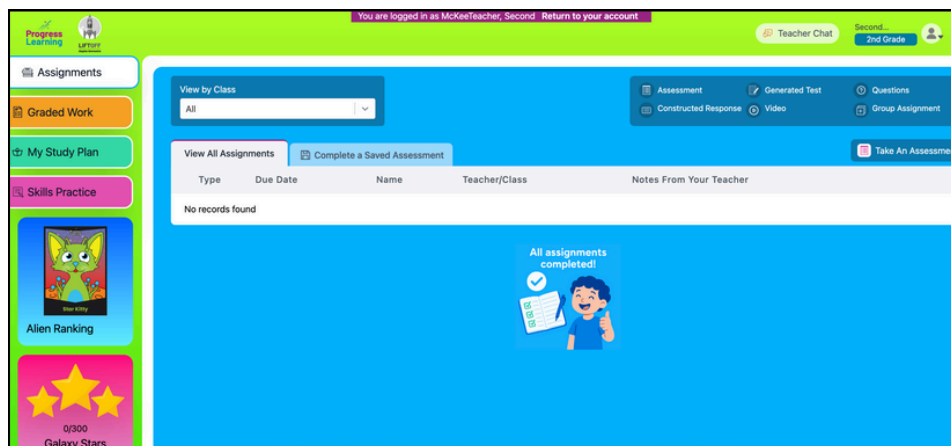 You are logged in as McKeeTeacher, Second Return to your account
Progress
Learning
LIFTOFF
Teacher Chat
Second...
2nd Grade
Assignments
Graded Work
My Study Plan
Skills Practice
View by Class
All
Assessment
Generated Test
Questions
Constructed Response
Video
Group Assignment
View All Assignments
Complete a Saved Assessment
Take An Assessme
Type Due Date Name Teacher/Class Notes From Your Teacher
No records found
All assignments
completed!
Star Kitty
Alien Ranking
0/300
Galaxy Stars